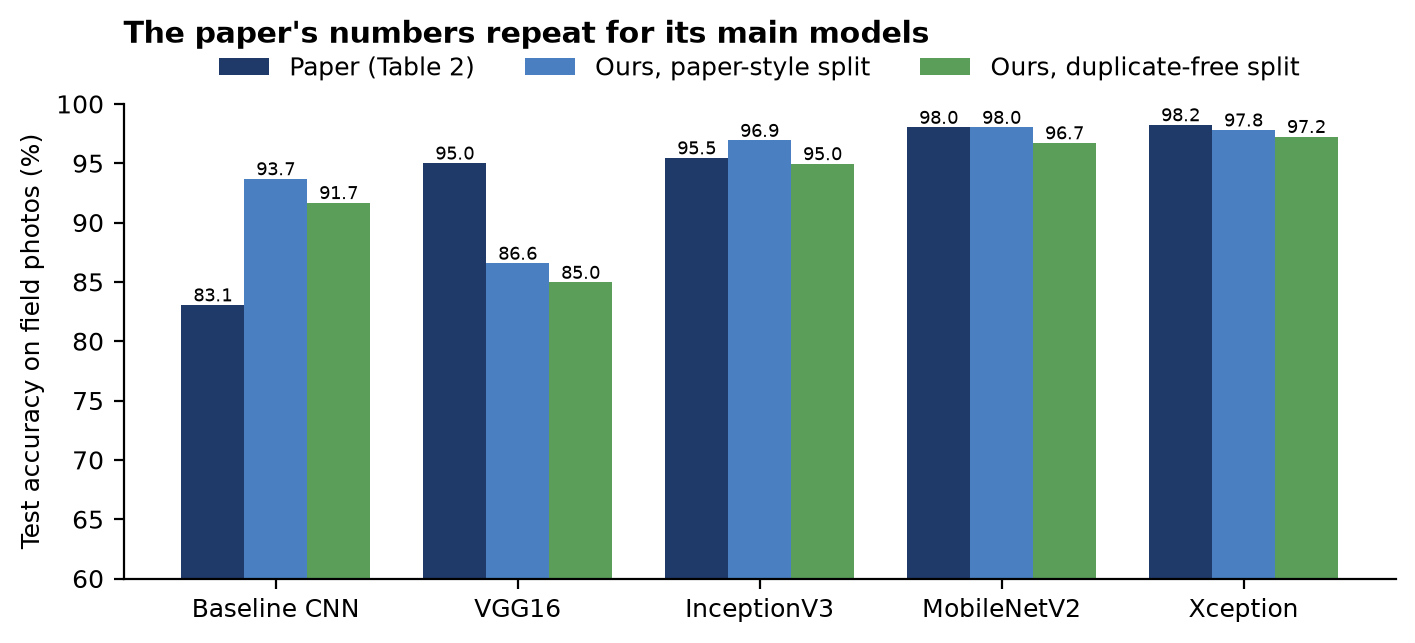 The paper's numbers repeat for its main models
Paper (Table 2) Ours, paper-style split Ours, duplicate-free split
Test accuracy on field photos (%)
100
95
90
85
80
75
70
65
60
83.1 93.7 91.7
95.0 86.6 85.0
95.5 96.9 95.0
98.0 98.0 96.7
98.2 97.8 97.2
Baseline CNN VGG16 InceptionV3 MobileNetV2 Xception